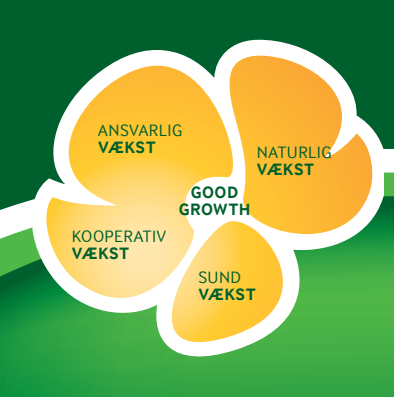 ANSVARLIG
VÆKST
NATURLIG
VÆKST
GOOD
GROWTH
KOOPERATIV
VÆKST
SUND
VÆKST